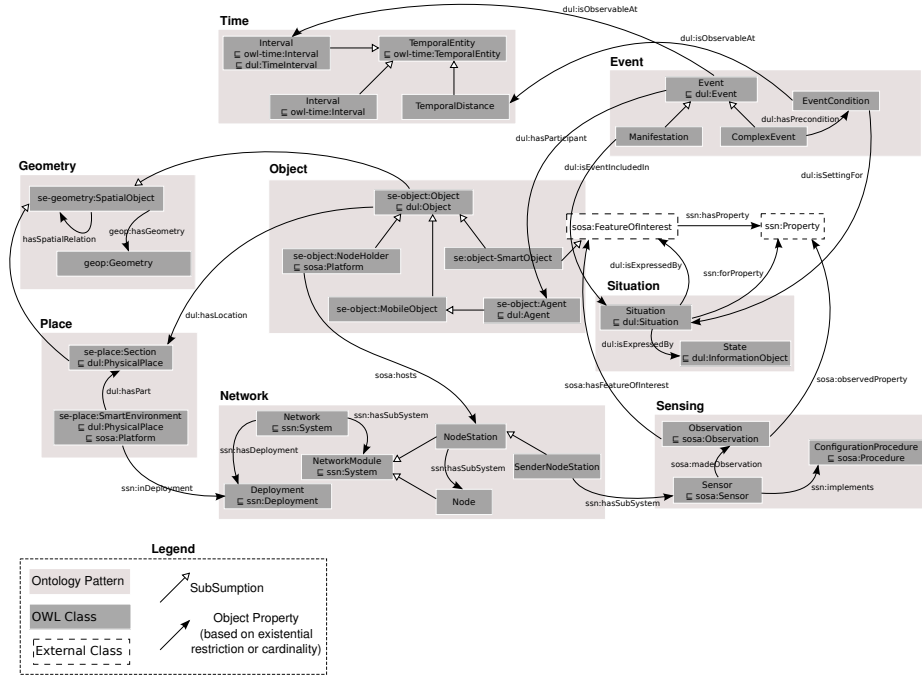 dul:isObservableAt
Time
Interval
⊑ owl-time:Interval
⊑ dul:TimeInterval
TemporalEntity
⊑ owl-time:TemporalEntity
Interval
⊑ owl-time:Interval
TemporalDistance
dul:isObservableAt
Event
Event
⊑ dul:Event
EventCondition
dul:hasPrecondition
Manifestation
ComplexEvent
dul:hasParticipant
dul:isEventIncludedIn
dul:isSettingFor
Geometry
se-geometry:SpatialObject
hasSpatialRelation
geop:hasGeometry
geop:Geometry
Object
se-object:Object
⊑ dul:Object
se-object:NodeHolder
⊑ sosa:Platform
se-object-SmartObject
se-object:MobileObject
se-object:Agent
⊑ dul:Agent
sosa:FeatureOfInterest
ssn:hasProperty
ssn:Property
dul:isExpressedBy
ssn:forProperty
Situation
Situation
⊑ dul:Situation
dul:isExpressedBy
State
⊑ dul:InformationObject
dul:hasLocation
Place
se-place:Section
⊑ dul:PhysicalPlace
dul:hasPart
se-place:SmartEnvironment
⊑ dul:PhysicalPlace
⊑ sosa:Platform
ssn:inDeployment
sosa:hosts
sosa:hasFeatureOfInterest
sosa:observedProperty
Network
Network
⊑ ssn:System
ssn:hasSubSystem
ssn:hasDeployment
NetworkModule
⊑ ssn:System
NodeStation
ssn:hasSubSystem
SenderNodeStation
Deployment
⊑ ssn:Deployment
Node
ssn:hasSubSystem
Sensing
Observation
⊑ sosa:Observation
sosa:madeObservation
ConfigurationProcedure
⊑ sosa:Procedure
Sensor
⊑ sosa:Sensor
ssn:implements
Legend
Ontology Pattern
OWL Class
External Class
SubSumption
Object Property
(based on existential
restriction or cardinality)